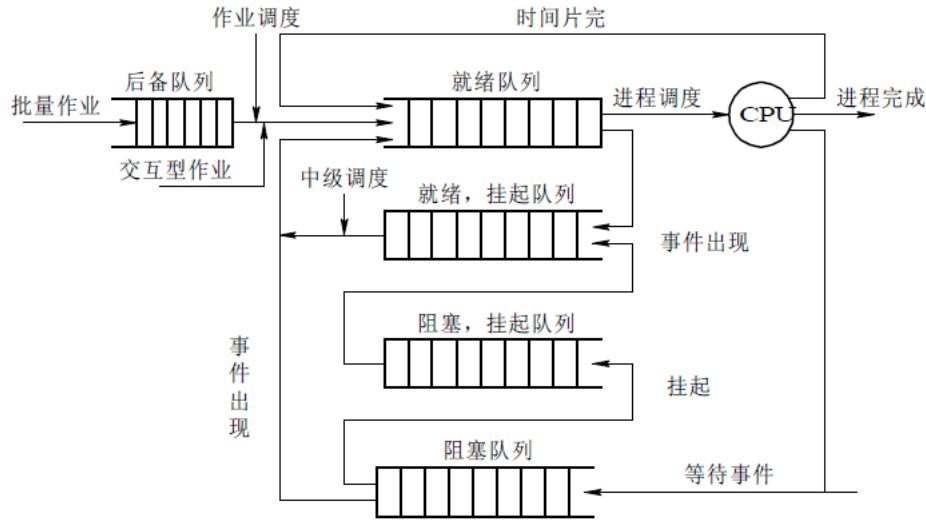 作业调度
时间片完
后备队列
就绪队列
批量作业
进程调度
CPU
进程完成
交互型作业
中级调度
就绪，挂起队列
事件出现
阻塞，挂起队列
事件出现
挂起
阻塞队列
等待事件